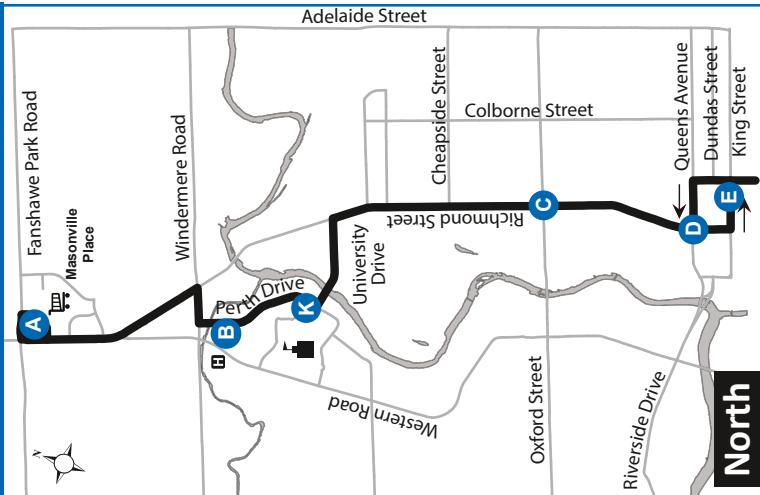 Adelaide Street
Fanshawe Park Road
Windermere Road
Cheapside Street
Colborne Street
Queens Avenue
Dundas Street
King Street
Masonville
Place
Richmond Street
University
Drive
Perth Drive
Western Road
Oxford Street
Riverside Drive
A
B
K
C
D
E
H
N
North